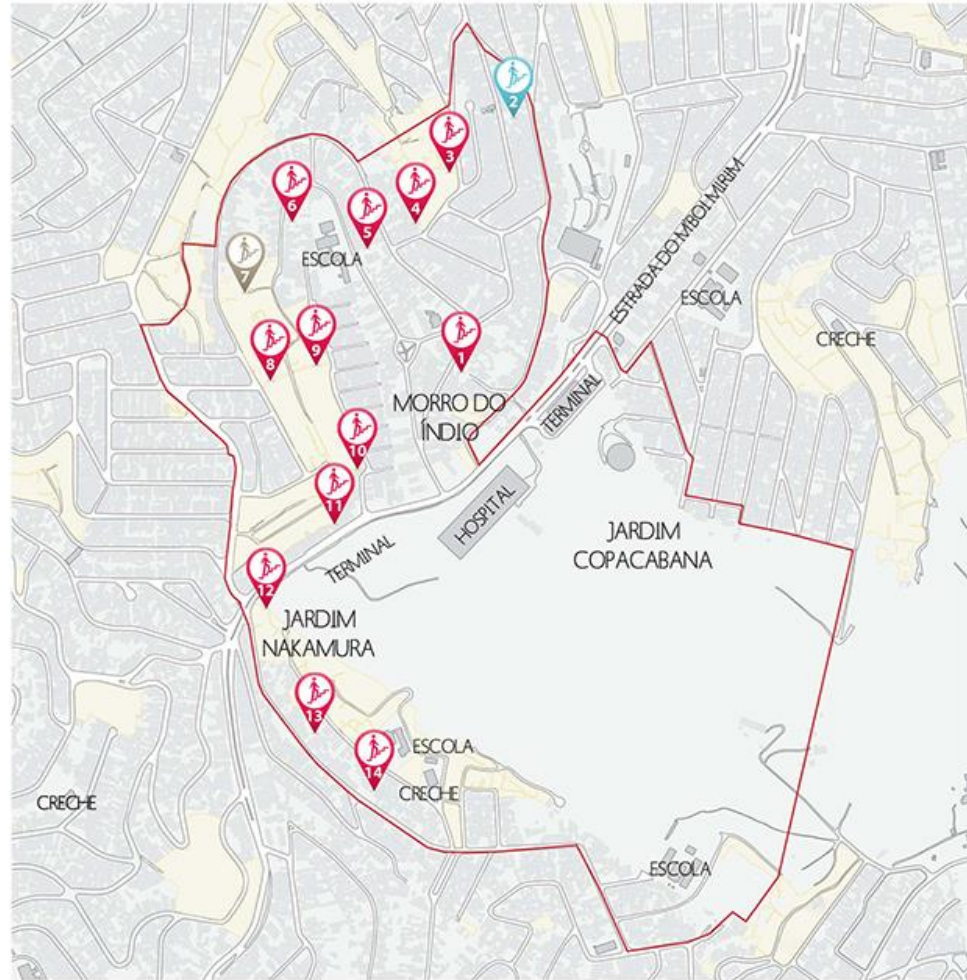 2
3
4
6
5
ESCOLA
7
ESTRADA DO M'BOI MIRIM
ESCOLA
CRECHE
9
8
1
MORRO DO
ÍNDIO
TERMINAL
10
11
HOSPITAL
JARDIM
COPACABANA
TERMINAL
12
JARDIM
NAKAMURA
13
14
ESCOLA
CRECHE
CRECHE
ESCOLA